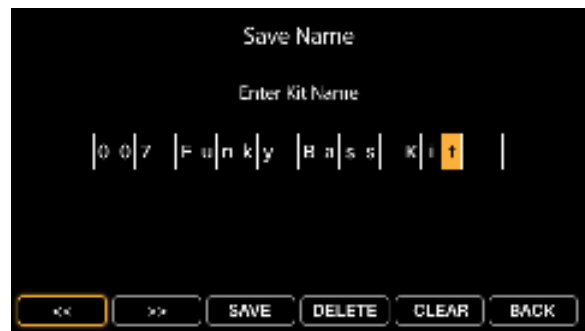 Save Name
Enter Kit Name
007 Funky Bass Kit
<< >> SAVE DELETE CLEAR BACK